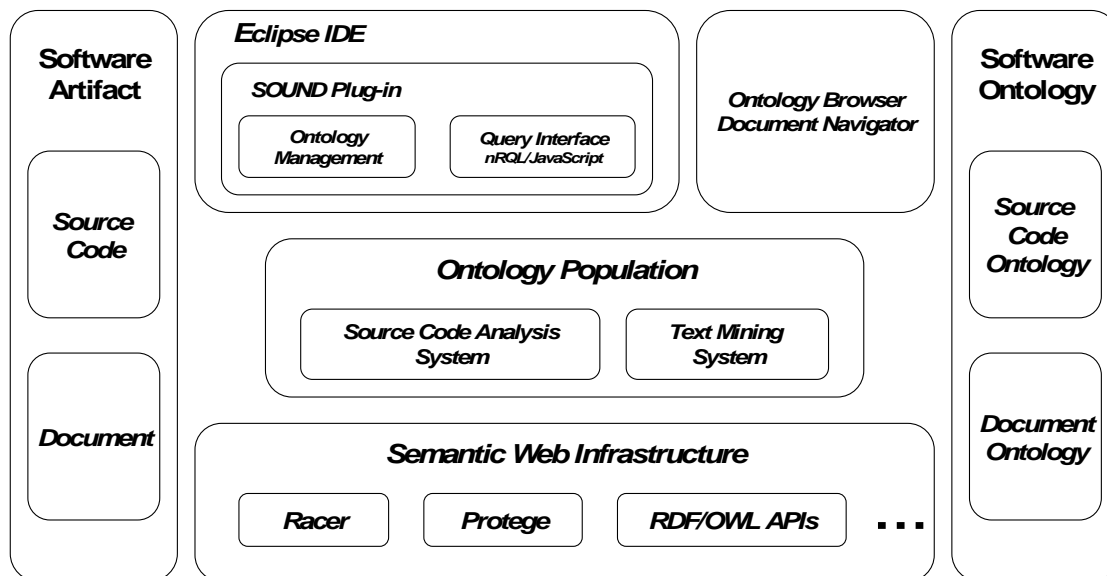 Software
Artifact
Source
Code
Document
Eclipse IDE
SOUND Plug-in
Ontology
Management
Query Interface
nRQL/JavaScript
Ontology Browser
Document Navigator
Ontology Population
Source Code Analysis
System
Text Mining
System
Semantic Web Infrastructure
Racer
Protege
RDF/OWL APIs
...
Software
Ontology
Source
Code
Ontology
Document
Ontology